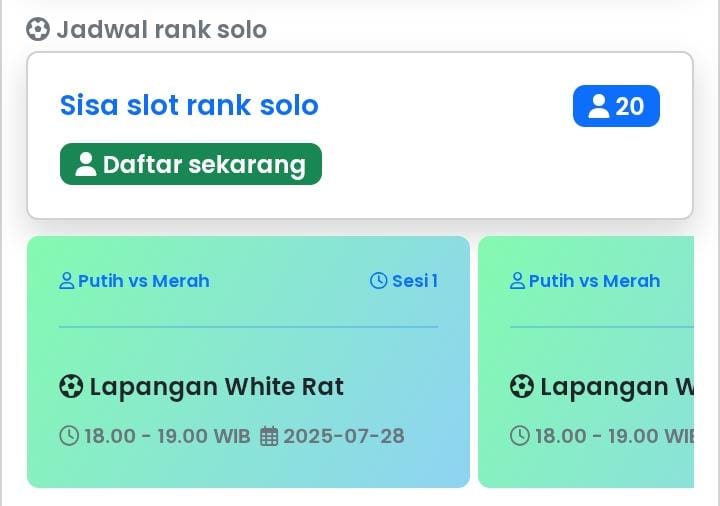 Jadwal rank solo
Sisa slot rank solo
20
Daftar sekarang
Putih vs Merah
Sesi 1
Lapangan White Rat
18.00 - 19.00 WIB 2025-07-28
Putih vs Merah
Lapangan W
18.00 - 19.00 WIB